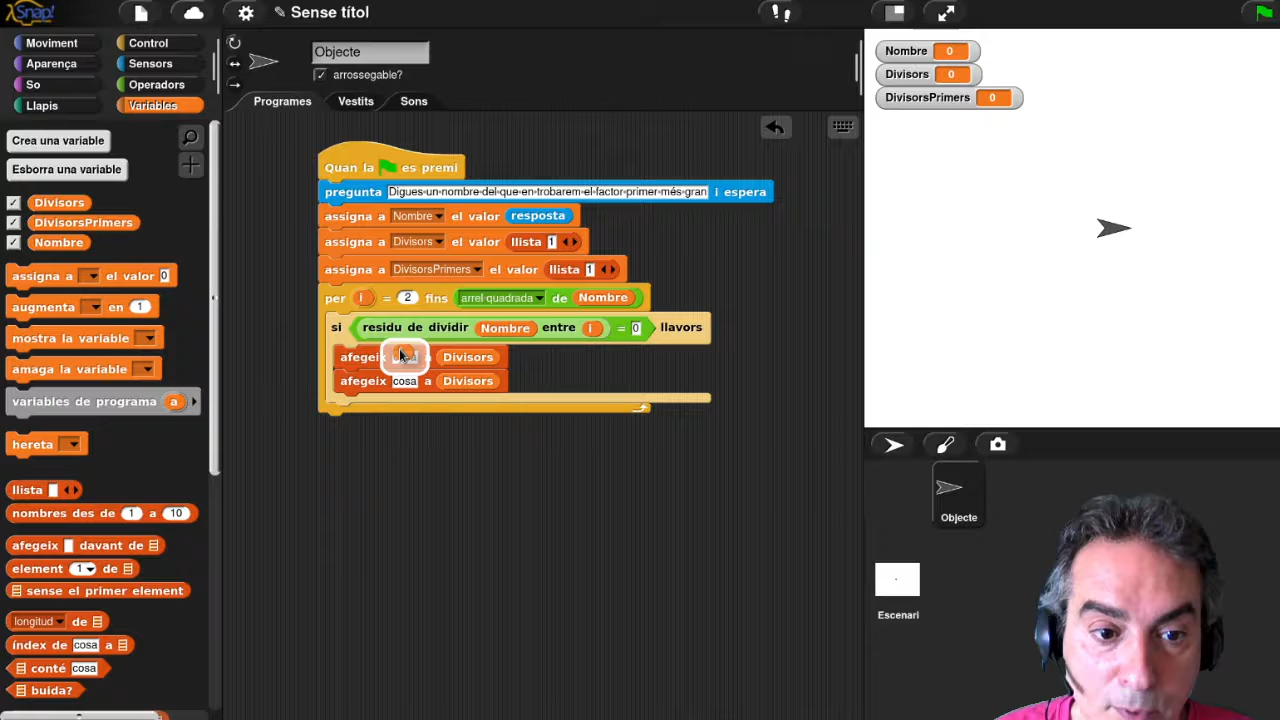 Snap!
Sense títol
Moviment
Control
Aparença
Sensors
So
Operadors
Llapis
Variables
Crea una variable
Esborra una variable
Divisors
DivisorsPrimers
Nombre
assigna a el valor 0
augmenta en 1
mostra la variable
amaga la variable
variables de programa a
hereta
llista
nombres des de 1 a 10
afegeix davant de
element 1 de
sense el primer element
longitud de
índex de cosa a
conté cosa
buida?
Objecte
arrossegable?
Programes
Vestits
Sons
Quan la es premi
pregunta Digues·un·nombre·del·que·en·trobarem·el·factor·primer·més·gran i espera
assigna a Nombre el valor resposta
assigna a Divisors el valor llista 1
assigna a DivisorsPrimers el valor llista 1
per i = 2 fins arrel quadrada de Nombre
si residu de dividir Nombre entre i = 0 llavors
afegeix a Divisors
afegeix cosa a Divisors
Nombre 0
Divisors 0
DivisorsPrimers 0
Objecte
Escenari